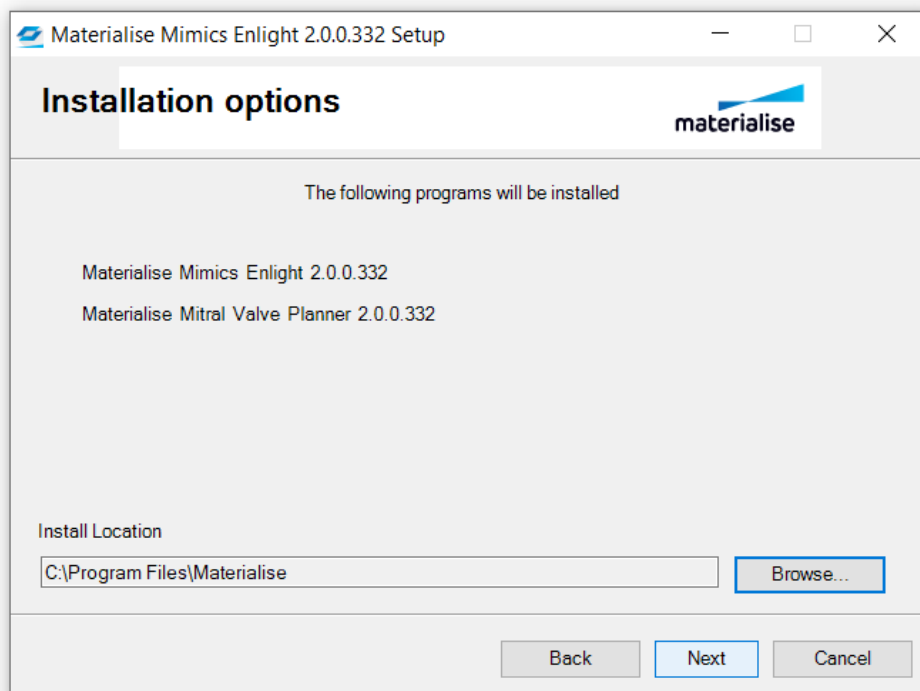 Materialise Mimics Enlight 2.0.0.332 Setup
Installation options
materialise
The following programs will be installed
Materialise Mimics Enlight 2.0.0.332
Materialise Mitral Valve Planner 2.0.0.332
Install Location
C:\Program Files\Materialise
Browse...
Back
Next
Cancel